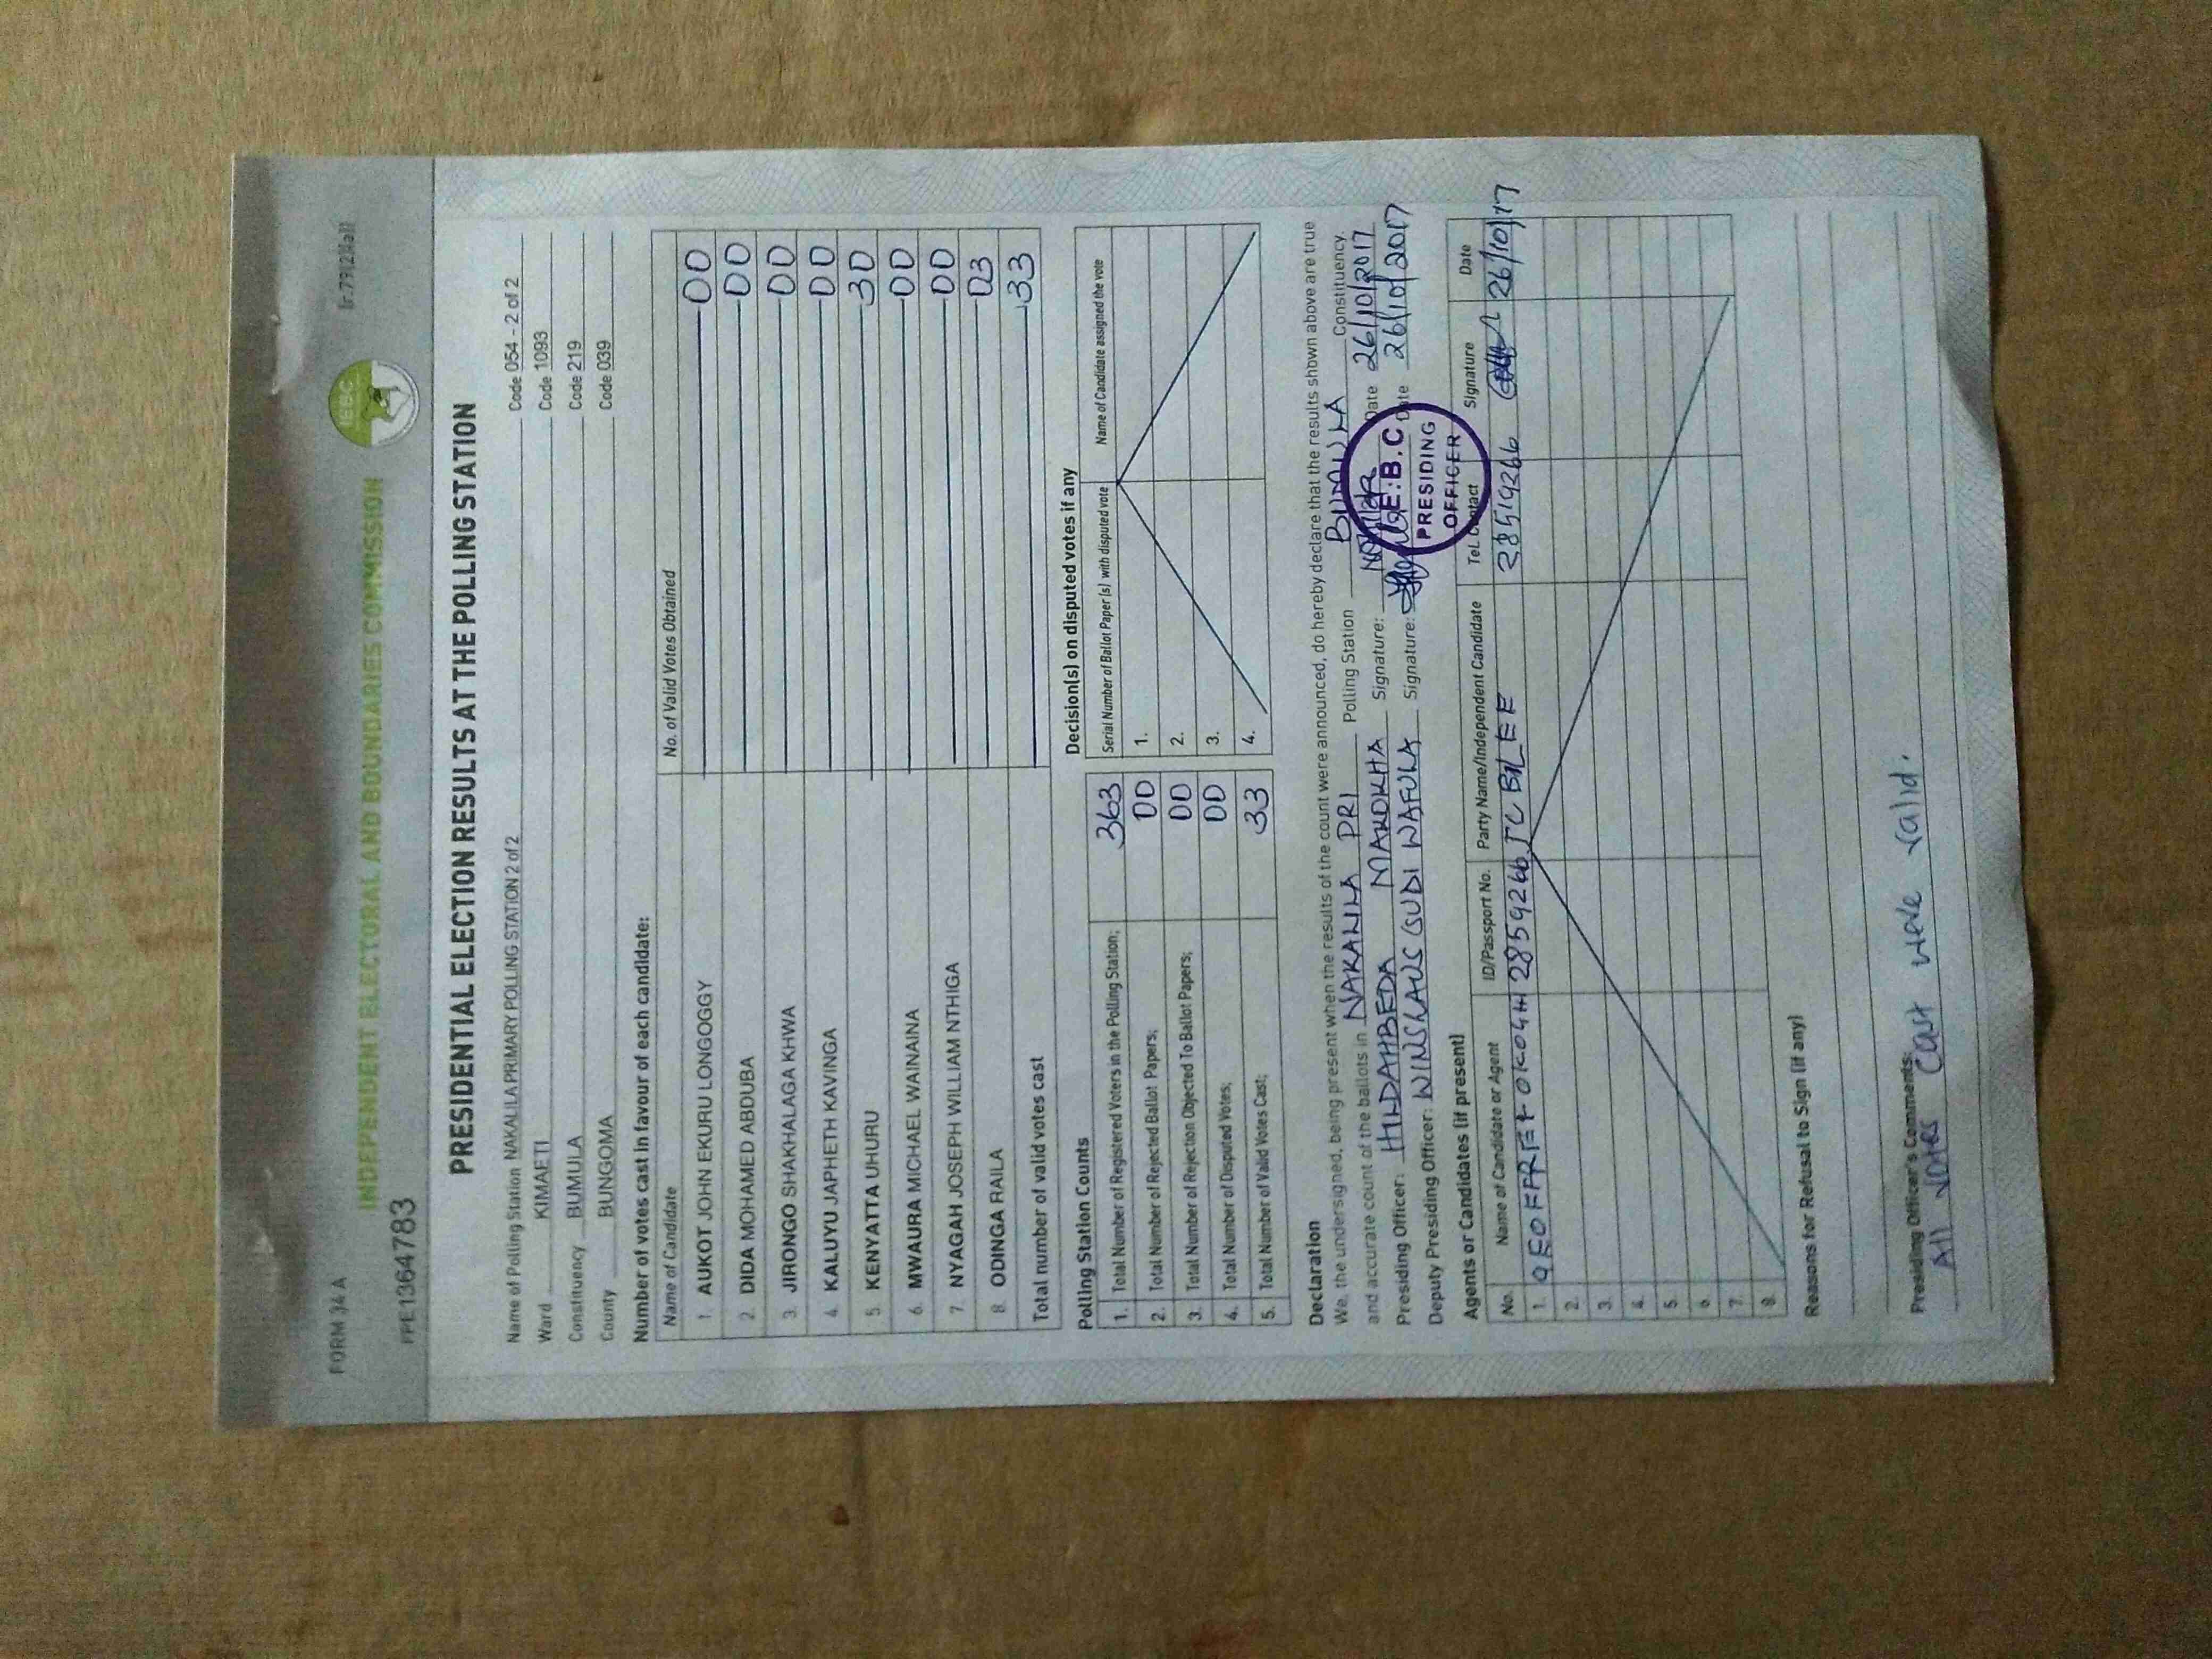 FORM 34 A
r.79(2)(a)
INDEPENDENT ELECTORAL AND BOUNDARIES COMMISSION
IEBC
PPE1364783
PRESIDENTIAL ELECTION RESULTS AT THE POLLING STATION
Name of Polling Station NAKALILA PRIMARY POLLING STATION 2 of 2 Code 054 - 2 of 2
Ward KIMAETI Code 1093
Constituency BUMULA Code 219
County BUNGOMA Code 039
Number of votes cast in favour of each candidate:
Name of Candidate No. of Valid Votes Obtained
1 AUKOT JOHN EKURU LONGOGGY 00
2. DIDA MOHAMED ABDUBA 00
3. JIRONGO SHAKHALAGA KHWA 00
4. KALUYU JAPHETH KAVINGA 00
5 KENYATTA UHURU 30
6. MWAURA MICHAEL WAINAINA 00
7. NYAGAH JOSEPH WILLIAM NTHIGA 00
8. ODINGA RAILA 03
Total number of valid votes cast 33
Polling Station Counts
1. Total Number of Registered Voters in the Polling Station; 363
2. Total Number of Rejected Ballot Papers; 00
3. Total Number of Rejection Objected To Ballot Papers; 00
4. Total Number of Disputed Votes; 00
5. Total Number of Valid Votes Cast; 33
Decision(s) on disputed votes if any
Serial Number of Ballot Paper (s) with disputed vote Name of Candidate assigned the vote
1.
2.
3.
4.
Declaration
We, the undersigned, being present when the results of the count were announced, do hereby declare that the results shown above are true
and accurate count of the ballots in NAKALILA PRI Polling Station BUMULA Constituency.
Presiding Officer: HILDAHBEDA MAKOKHA Signature: Date 26/10/2017
Deputy Presiding Officer: WINSLAUS GUDI WAFULA Signature: Date 26/10/2017
I.E.B.C
PRESIDING
OFFICER
Agents or Candidates (if present)
No. Name of Candidate or Agent ID/Passport No. Party Name/Independent Candidate Tel. Contact Signature Date
1. 28559266 26/10/17
2.
3.
4.
5.
6.
7.
8.
Reasons for Refusal to Sign (if any)
Presiding Officer's Comments:
All votes cast were valid.